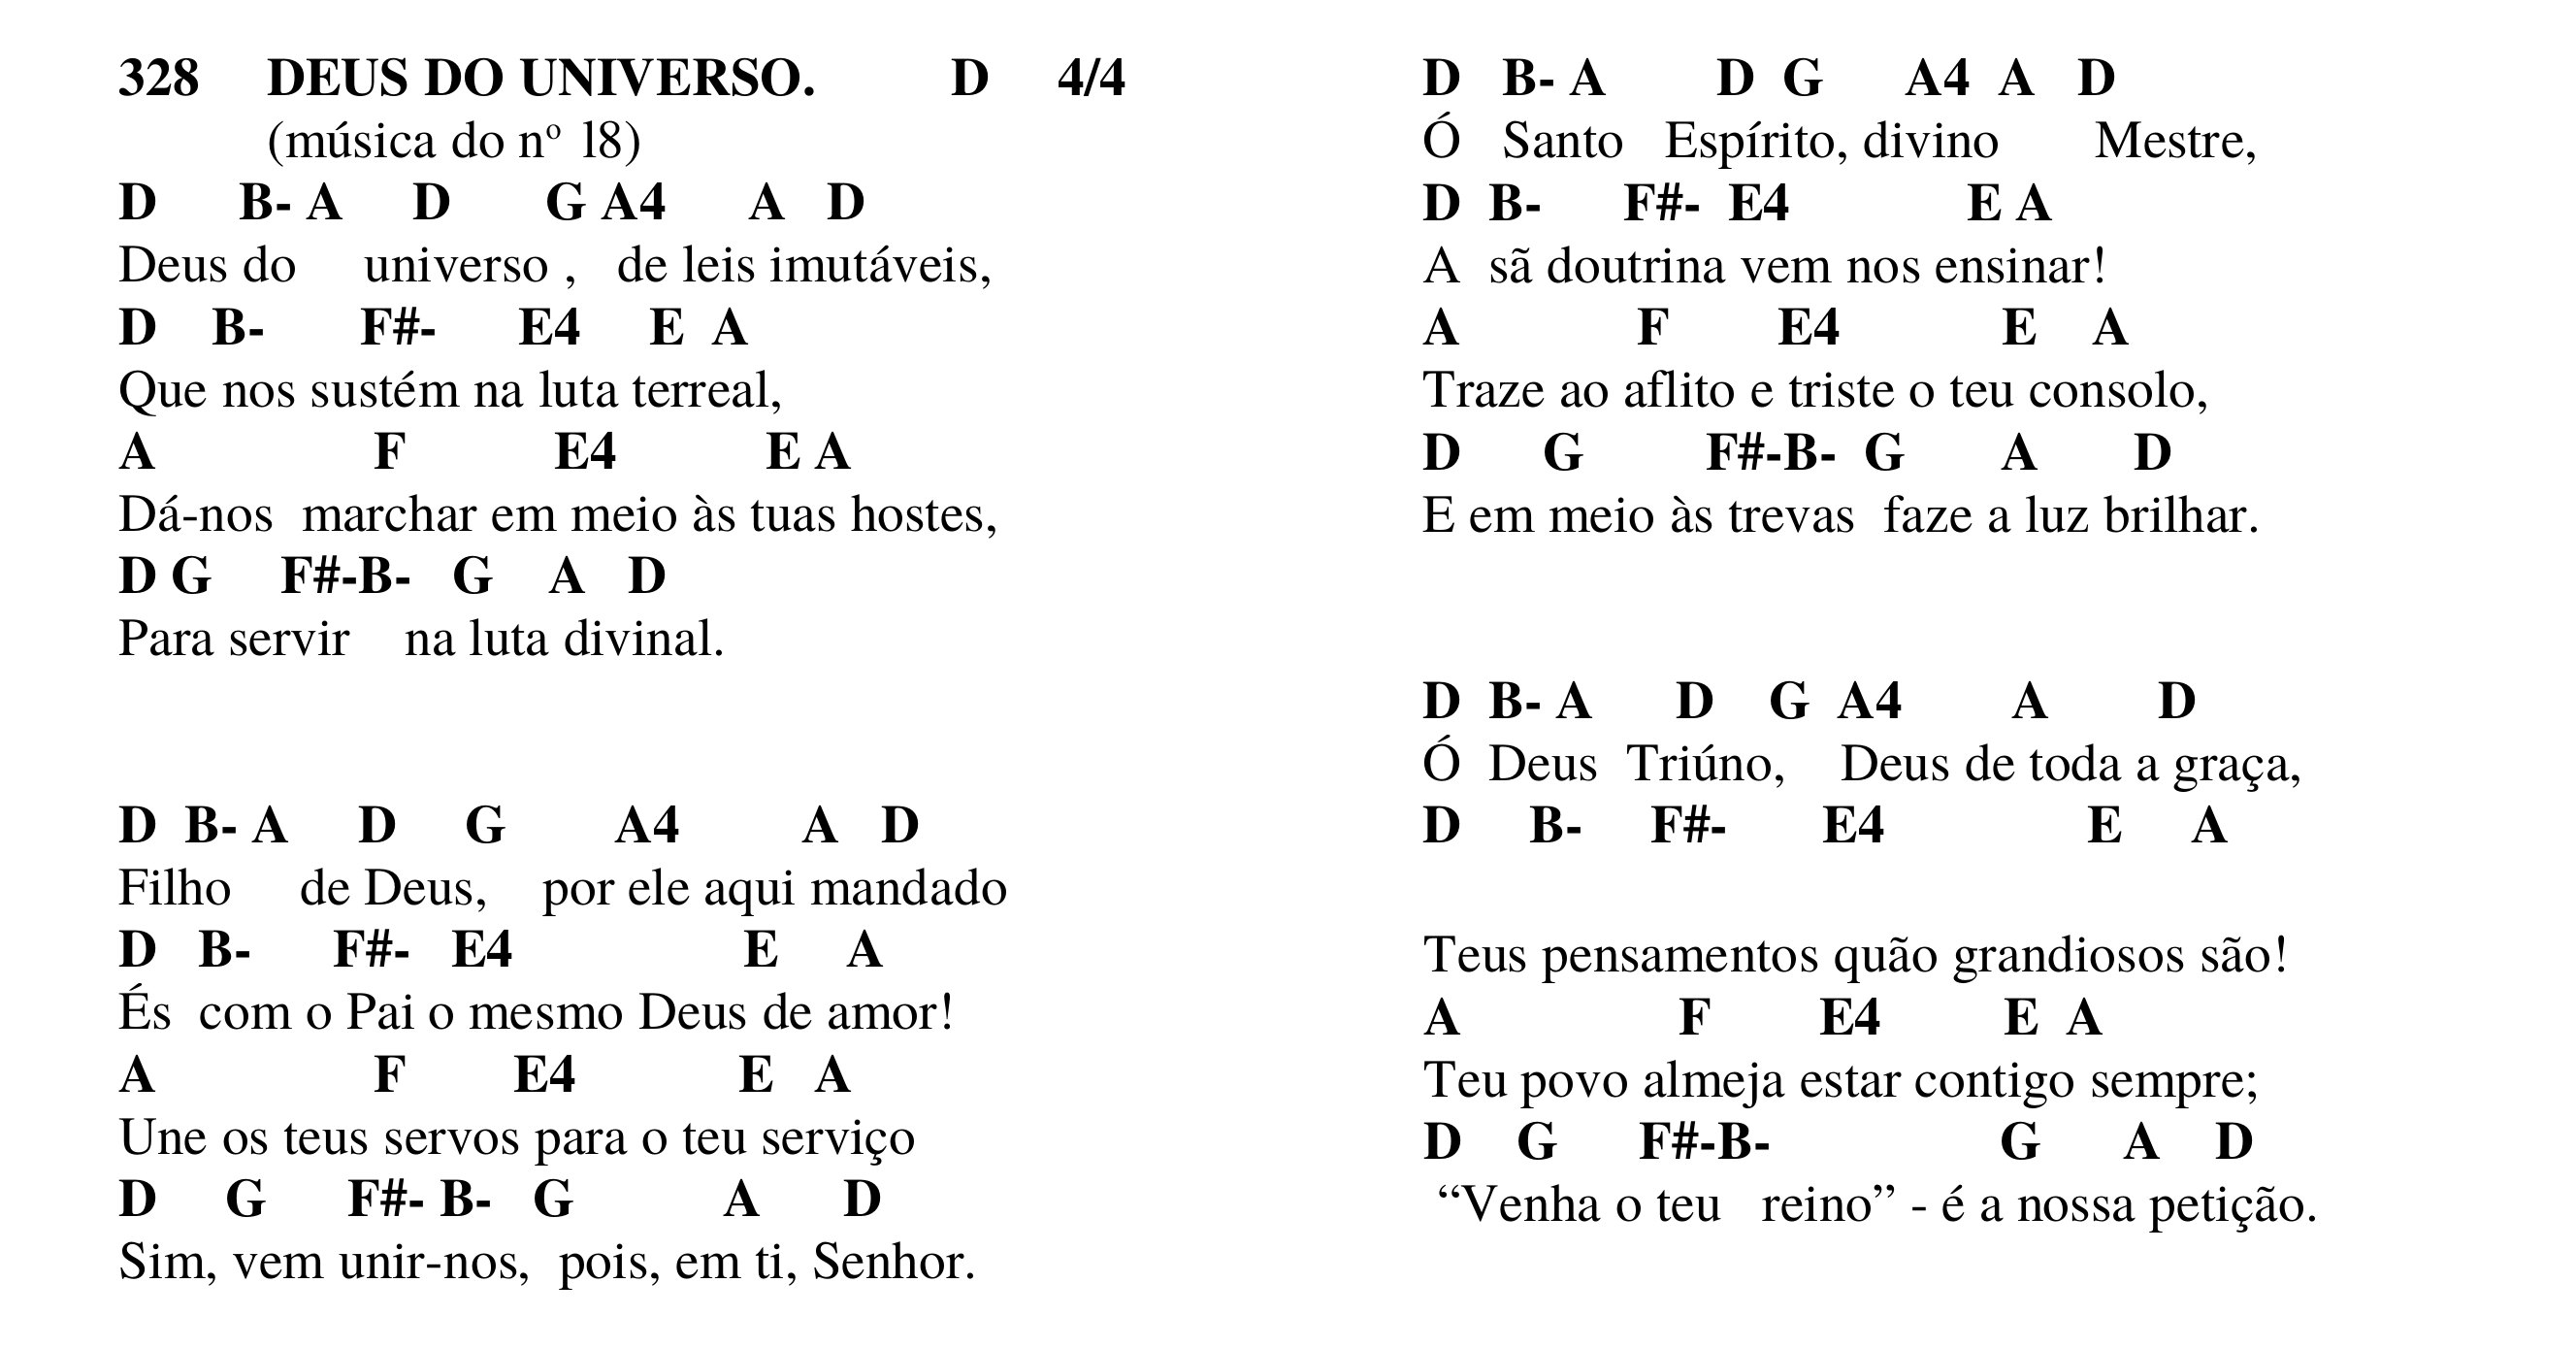 328 DEUS DO UNIVERSO. D 4/4
(música do nº l8)
D B- A D G A4 A D
Deus do universo , de leis imutáveis,
D B- F#- E4 E A
Que nos sustém na luta terreal,
A F E4 E A
Dá-nos marchar em meio às tuas hostes,
D G F#-B- G A D
Para servir na luta divinal.
D B- A D G A4 A D
Filho de Deus, por ele aqui mandado
D B- F#- E4 E A
És com o Pai o mesmo Deus de amor!
A F E4 E A
Une os teus servos para o teu serviço
D G F#- B- G A D
Sim, vem unir-nos, pois, em ti, Senhor.
D B- A D G A4 A D
Ó Santo Espírito, divino Mestre,
D B- F#- E4 E A
A sã doutrina vem nos ensinar!
A F E4 E A
Traze ao aflito e triste o teu consolo,
D G F#-B- G A D
E em meio às trevas faze a luz brilhar.
D B- A D G A4 A D
Ó Deus Triúno, Deus de toda a graça,
D B- F#- E4 E A
Teus pensamentos quão grandiosos são!
A F E4 E A
Teu povo almeja estar contigo sempre;
D G F#-B- G A D
“Venha o teu reino” - é a nossa petição.